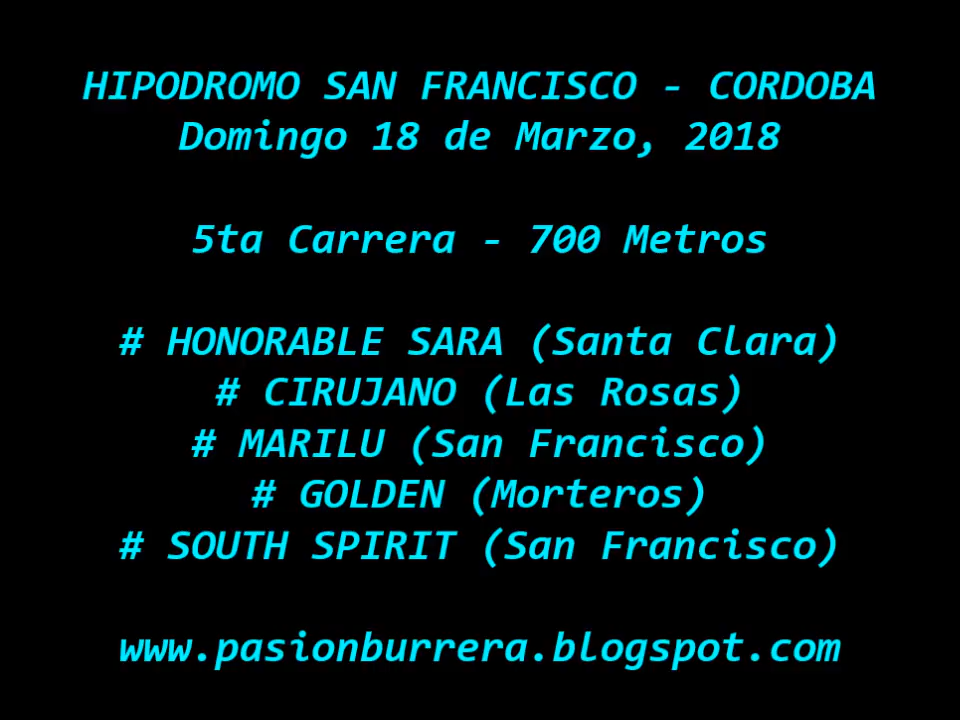 HIPODROMO SAN FRANCISCO - CORDOBA
Domingo 18 de Marzo, 2018
5ta Carrera - 700 Metros
# HONORABLE SARA (Santa Clara)
# CIRUJANO (Las Rosas)
# MARILU (San Francisco)
# GOLDEN (Morteros)
# SOUTH SPIRIT (San Francisco)
www.pasionburrera.blogspot.com